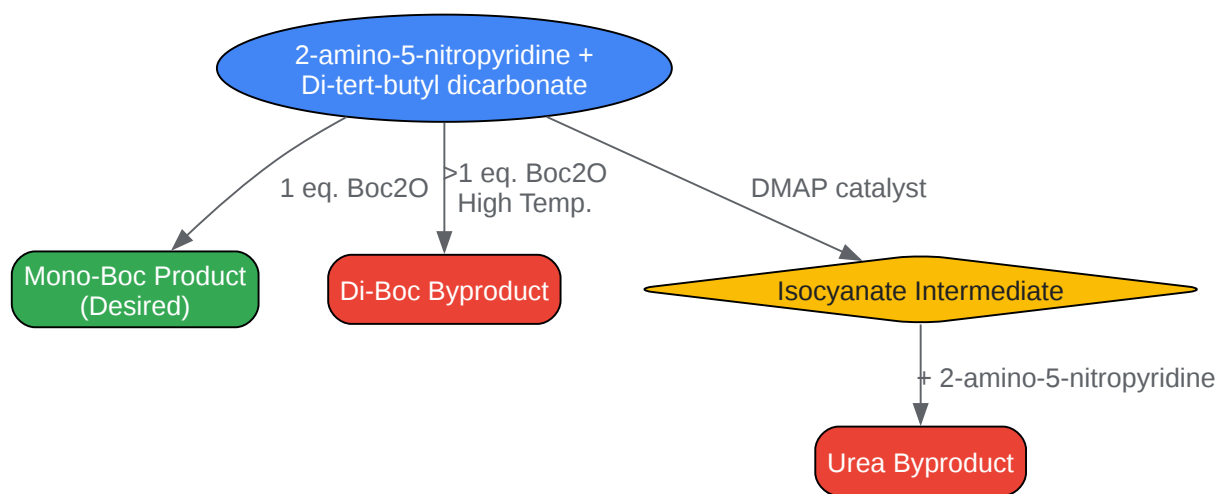 2-amino-5-nitropyridine +
Di-tert-butyl dicarbonate
1 eq. Boc2O
>1 eq. Boc2O
High Temp.
DMAP catalyst
Mono-Boc Product
(Desired)
Di-Boc Byproduct
Isocyanate Intermediate
+ 2-amino-5-nitropyridine
Urea Byproduct